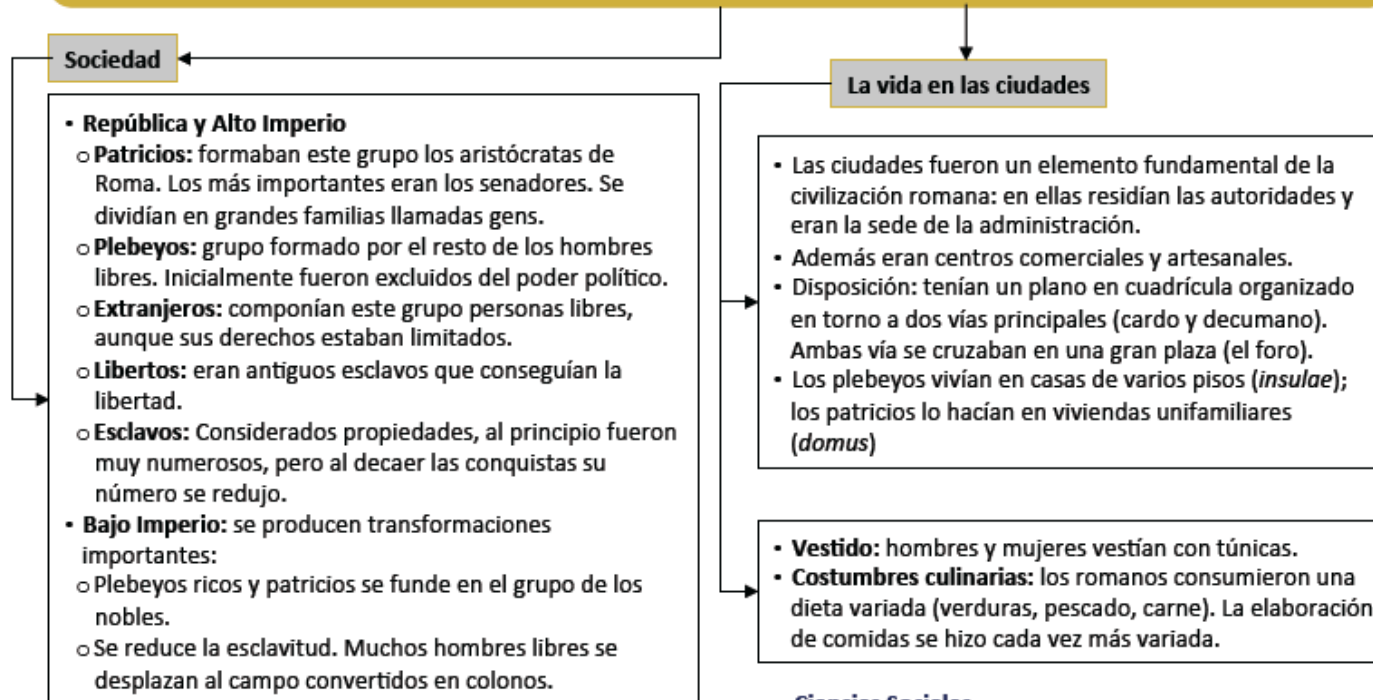 Sociedad
• República y Alto Imperio
o Patricios: formaban este grupo los aristócratas de
Roma. Los más importantes eran los senadores. Se
dividían en grandes familias llamadas gens.
o Plebeyos: grupo formado por el resto de los hombres
libres. Inicialmente fueron excluidos del poder político.
o Extranjeros: componían este grupo personas libres,
aunque sus derechos estaban limitados.
o Libertos: eran antiguos esclavos que conseguían la
libertad.
o Esclavos: Considerados propiedades, al principio fueron
muy numerosos, pero al decaer las conquistas su
número se redujo.
• Bajo Imperio: se producen transformaciones
importantes:
o Plebeyos ricos y patricios se funde en el grupo de los
nobles.
o Se reduce la esclavitud. Muchos hombres libres se
desplazan al campo convertidos en colonos.
La vida en las ciudades
• Las ciudades fueron un elemento fundamental de la
civilización romana: en ellas residían las autoridades y
eran la sede de la administración.
• Además eran centros comerciales y artesanales.
• Disposición: tenían un plano en cuadrícula organizado
en torno a dos vías principales (cardo y decumano).
Ambas vía se cruzaban en una gran plaza (el foro).
• Los plebeyos vivían en casas de varios pisos (insulae);
los patricios lo hacían en viviendas unifamiliares
(domus)
• Vestido: hombres y mujeres vestían con túnicas.
• Costumbres culinarias: los romanos consumieron una
dieta variada (verduras, pescado, carne). La elaboración
de comidas se hizo cada vez más variada.
Ciencias Sociales